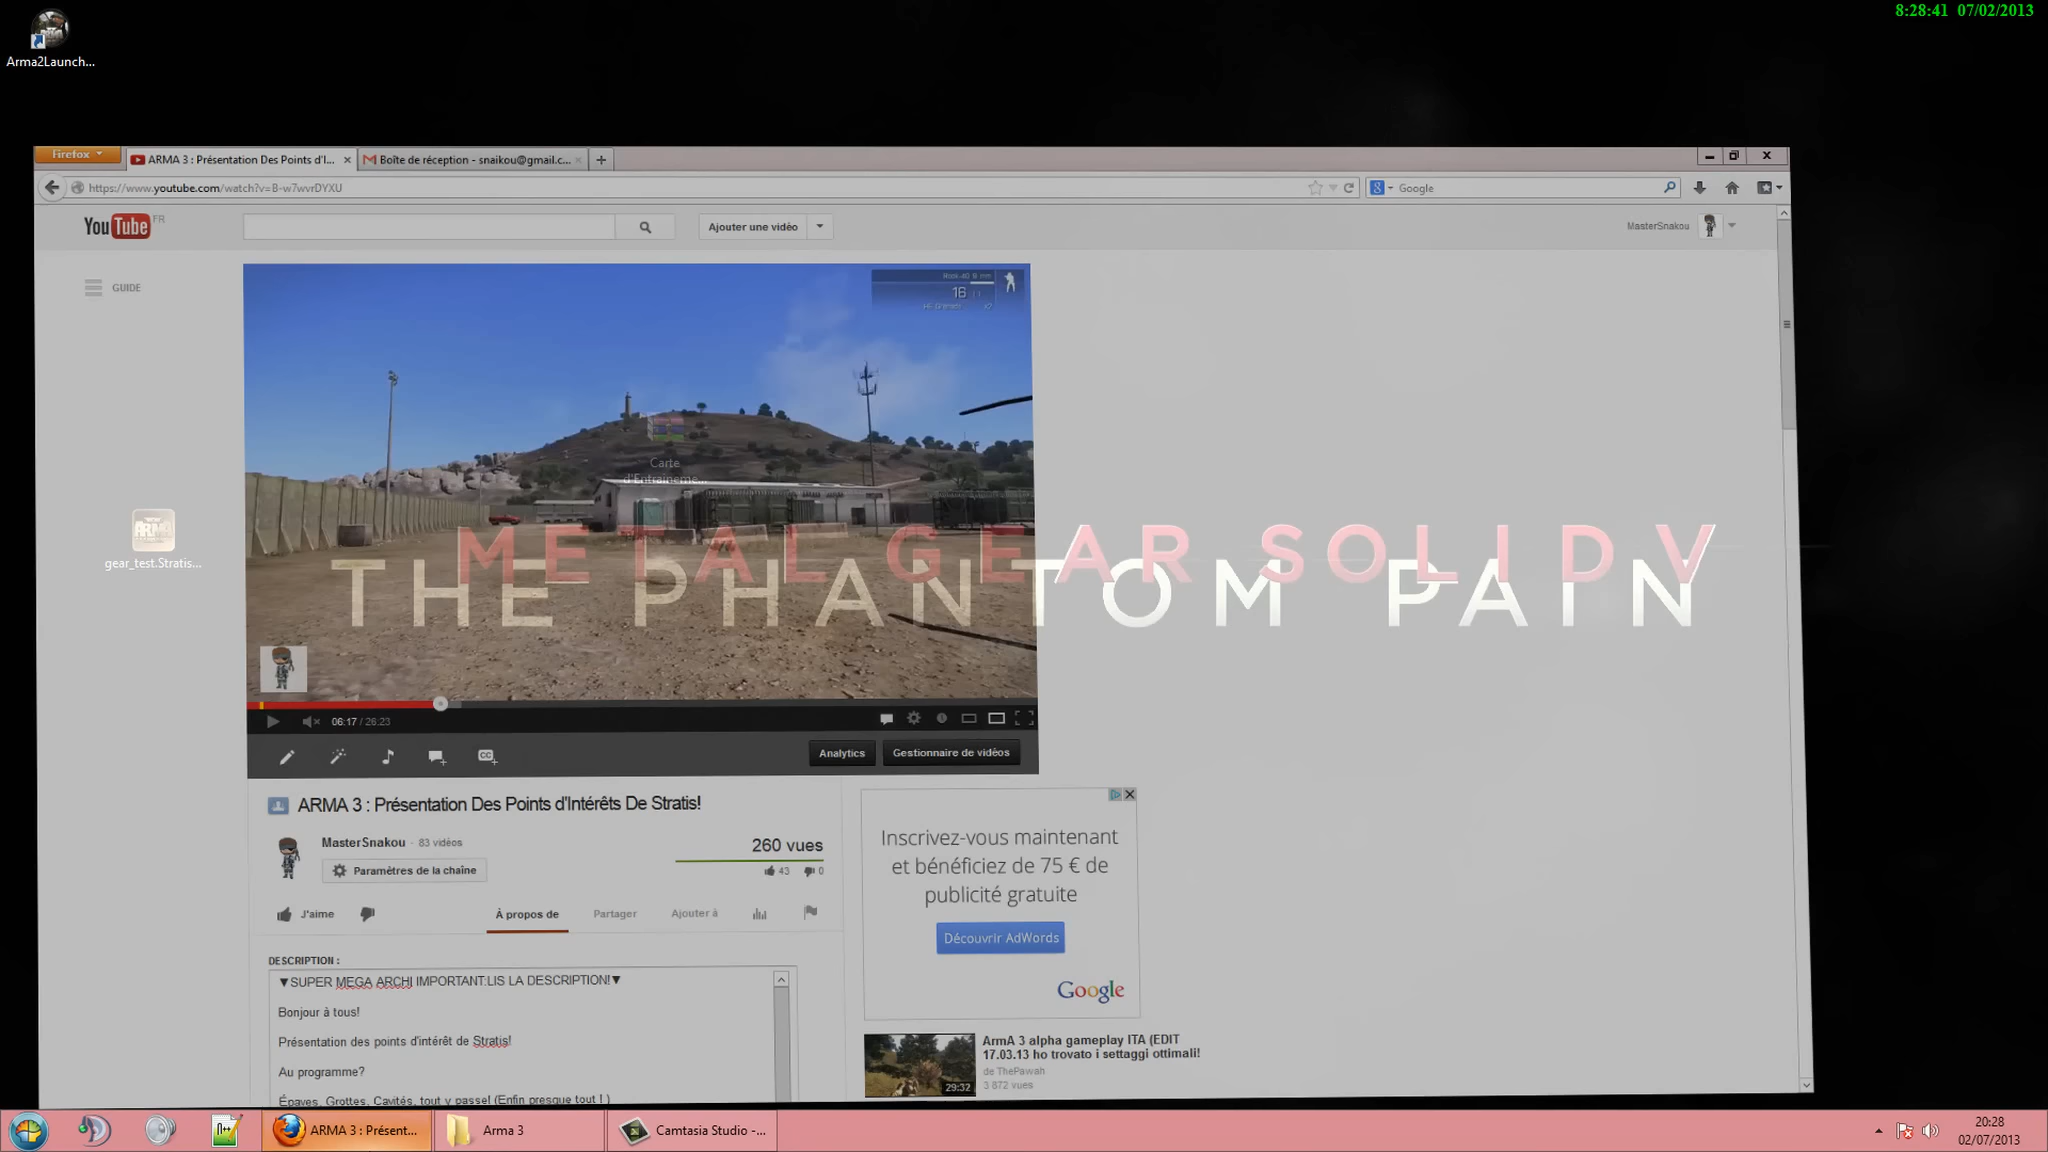 8:28:41 07/02/2013
Arma2Launch...
Firefox
ARMA 3 : Présentation Des Points d'I...
Boîte de réception - snaikou@gmail.c...
https://www.youtube.com/watch?v=B-w7wvrDYXU
Google
YouTube FR
Ajouter une vidéo
MasterSnakou
GUIDE
16
Carte
d'Entraîneme...
gear_test.Stratis...
METAL GEAR SOLID V
THE PHANTOM PAIN
06:17 / 26:23
Analytics
Gestionnaire de vidéos
ARMA 3 : Présentation Des Points d'Intérêts De Stratis!
MasterSnakou · 83 vidéos
Paramètres de la chaîne
260 vues
43
0
J'aime
À propos de
Partager
Ajouter à
DESCRIPTION :
▼SUPER MEGA ARCHI IMPORTANT:LIS LA DESCRIPTION!▼
Bonjour à tous!
Présentation des points d'intérêt de Stratis!
Au programme?
Épaves, Grottes, Cavités, tout y passe! (Enfin presque tout ! )
Inscrivez-vous maintenant
et bénéficiez de 75 € de
publicité gratuite
Découvrir AdWords
Google
ArmA 3 alpha gameplay ITA (EDIT
17.03.13 ho trovato i settaggi ottimali!
de ThePawah
3 872 vues
29:32
ARMA 3 : Présent...
Arma 3
Camtasia Studio -...
20:28
02/07/2013